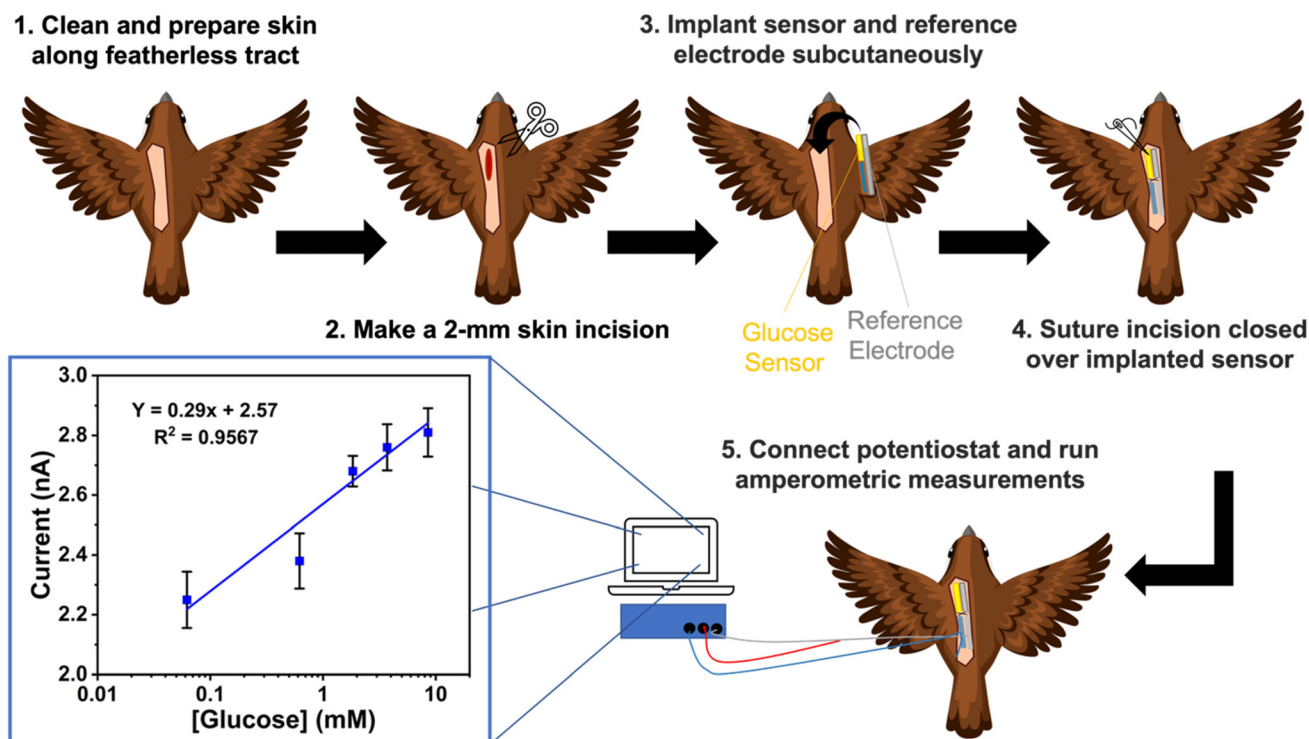 1. Clean and prepare skin
along featherless tract
3. Implant sensor and reference
electrode subcutaneously
2. Make a 2-mm skin incision
Glucose
Sensor
Reference
Electrode
4. Suture incision closed
over implanted sensor
3.0
2.8
2.6
2.4
2.2
2.0
Current (nA)
Y = 0.29x + 2.57
R² = 0.9567
0.01
0.1
1
10
[Glucose] (mM)
5. Connect potentiostat and run
amperometric measurements